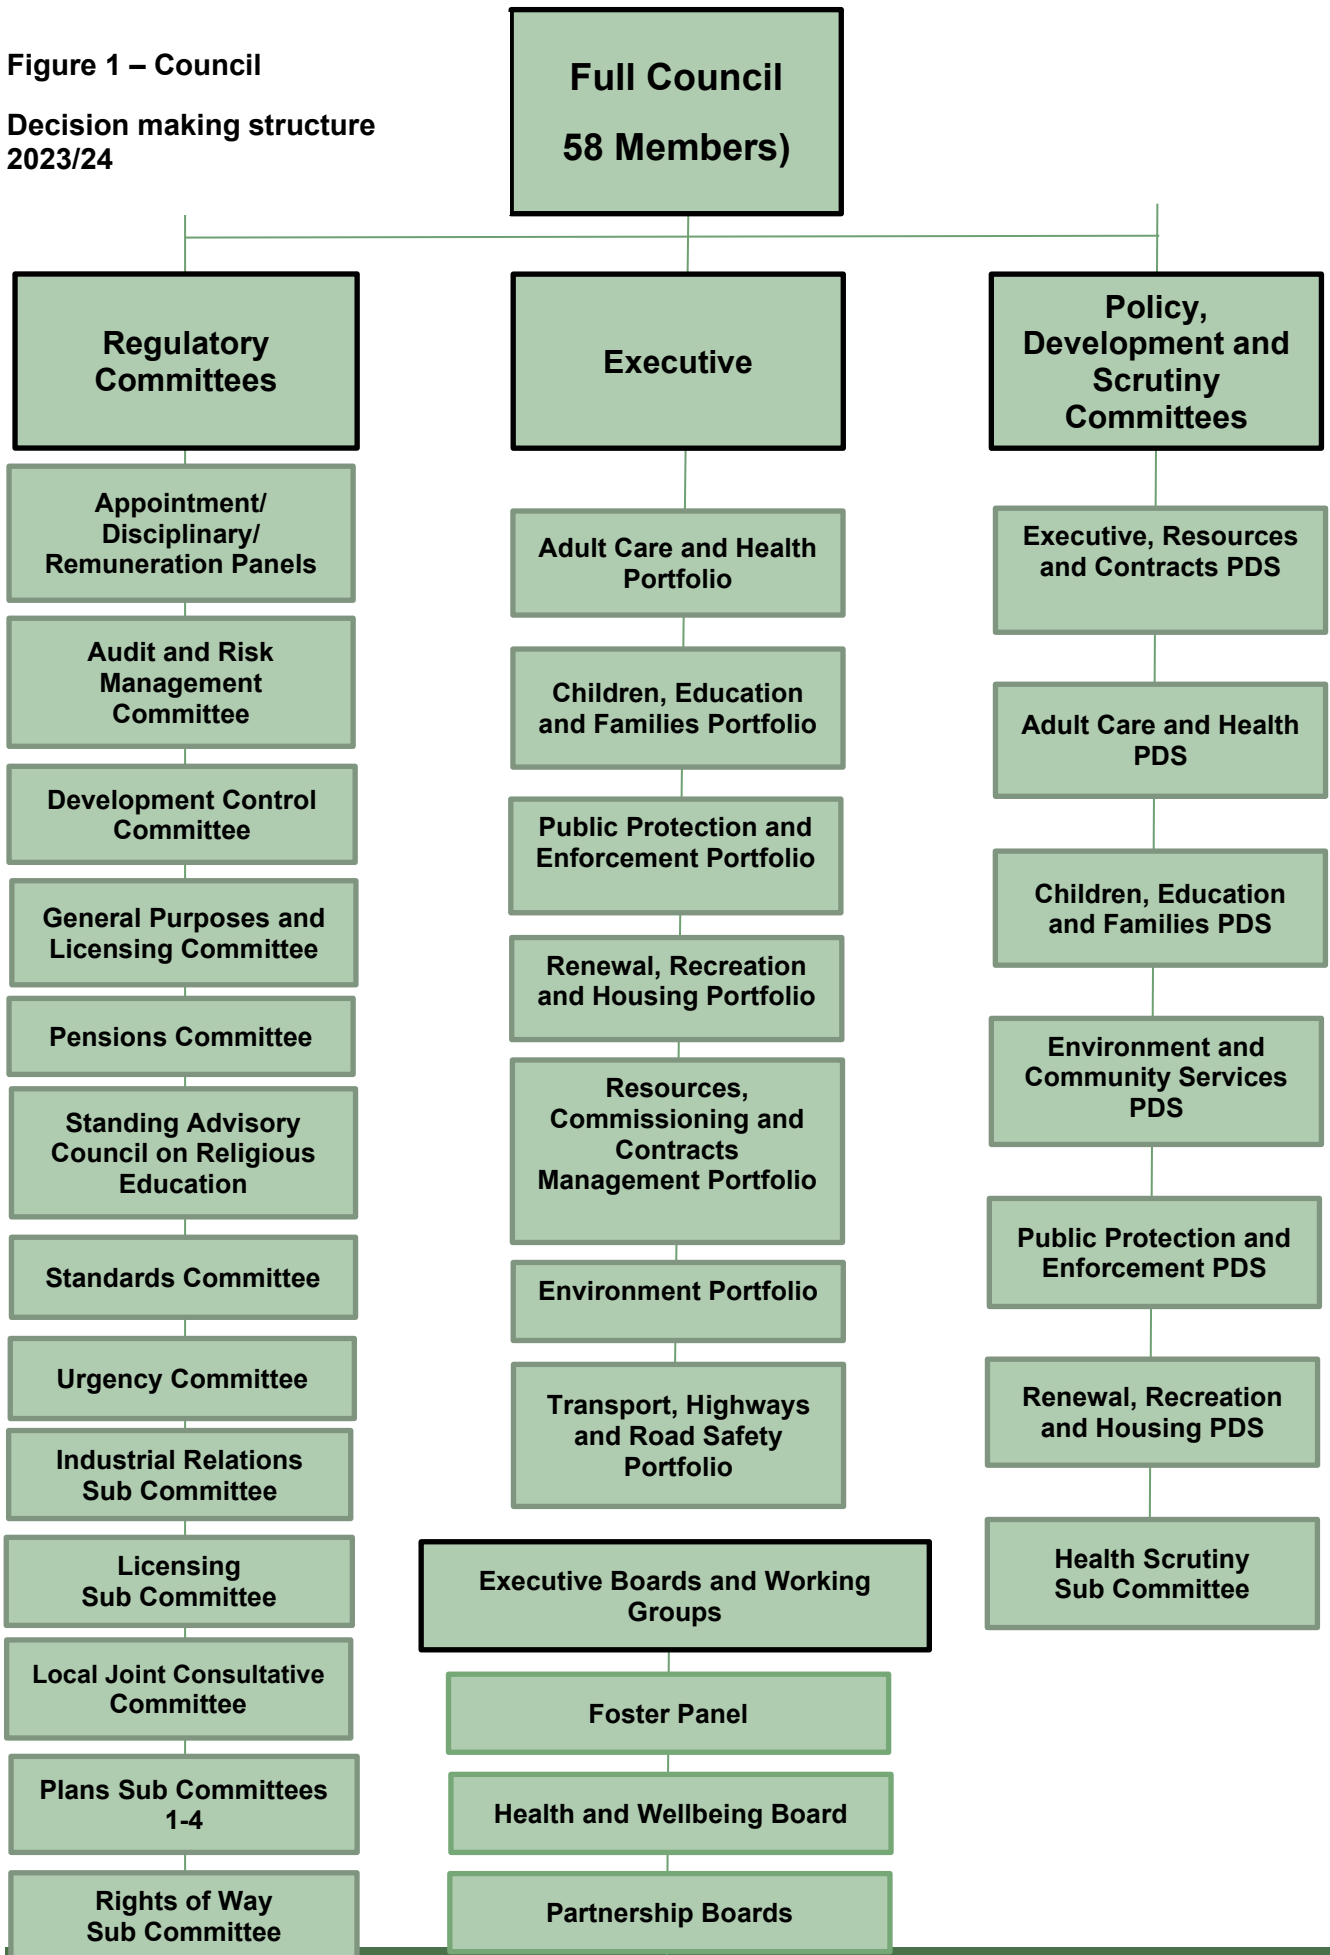 Figure 1 – Council
Decision making structure
2023/24
Full Council
58 Members)
Regulatory
Committees
Appointment/
Disciplinary/
Remuneration Panels
Audit and Risk
Management
Committee
Development Control
Committee
General Purposes and
Licensing Committee
Pensions Committee
Standing Advisory
Council on Religious
Education
Standards Committee
Urgency Committee
Industrial Relations
Sub Committee
Licensing
Sub Committee
Local Joint Consultative
Committee
Plans Sub Committees
1-4
Rights of Way
Sub Committee
Executive
Adult Care and Health
Portfolio
Children, Education
and Families Portfolio
Public Protection and
Enforcement Portfolio
Renewal, Recreation
and Housing Portfolio
Resources,
Commissioning and
Contracts
Management Portfolio
Environment Portfolio
Transport, Highways
and Road Safety
Portfolio
Executive Boards and Working
Groups
Foster Panel
Health and Wellbeing Board
Partnership Boards
Policy,
Development and
Scrutiny
Committees
Executive, Resources
and Contracts PDS
Adult Care and Health
PDS
Children, Education
and Families PDS
Environment and
Community Services
PDS
Public Protection and
Enforcement PDS
Renewal, Recreation
and Housing PDS
Health Scrutiny
Sub Committee